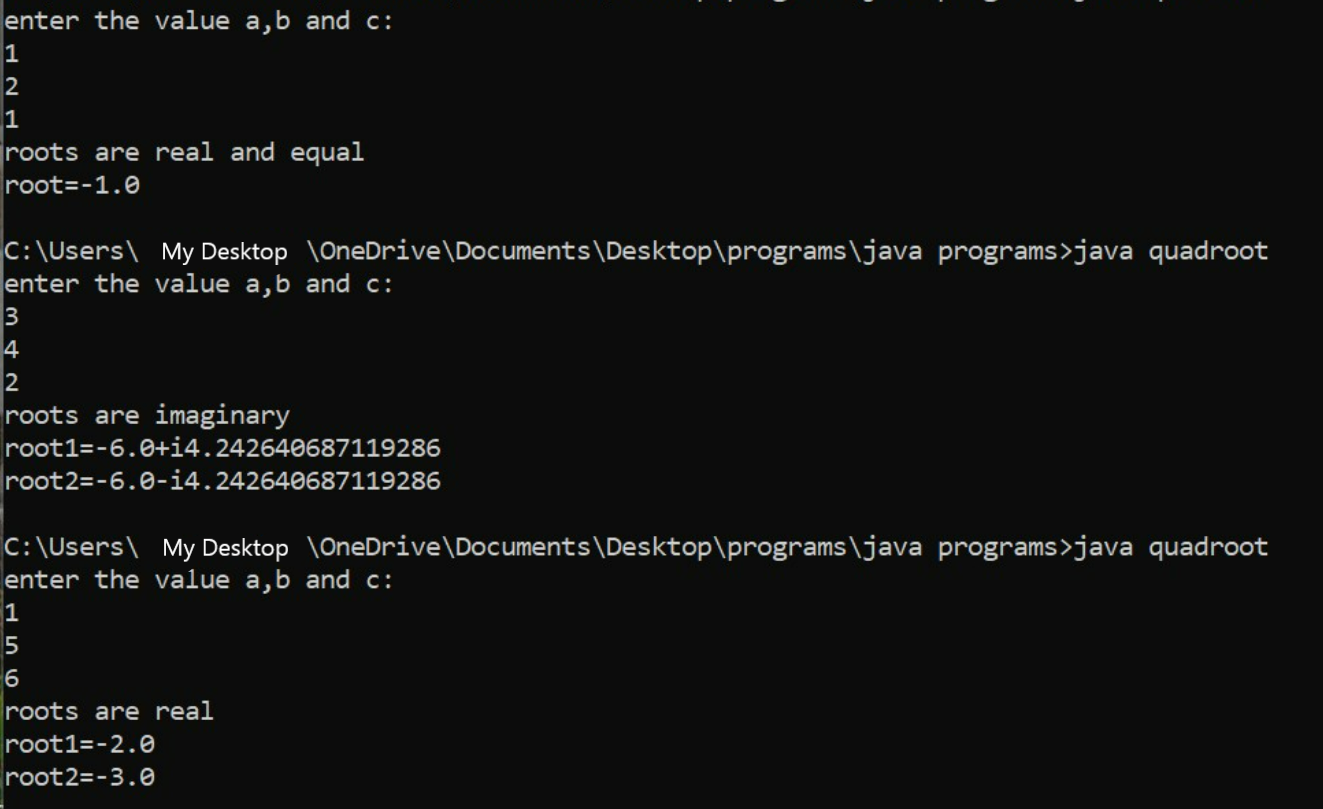 enter the value a,b and c:
1
2
1
roots are real and equal
root=-1.0
C:\Users\ My Desktop \OneDrive\Documents\Desktop\programs\java programs>java quadroot
enter the value a,b and c:
3
4
2
roots are imaginary
root1=-6.0+i4.242640687119286
root2=-6.0-i4.242640687119286
C:\Users\ My Desktop \OneDrive\Documents\Desktop\programs\java programs>java quadroot
enter the value a,b and c:
1
5
6
roots are real
root1=-2.0
root2=-3.0